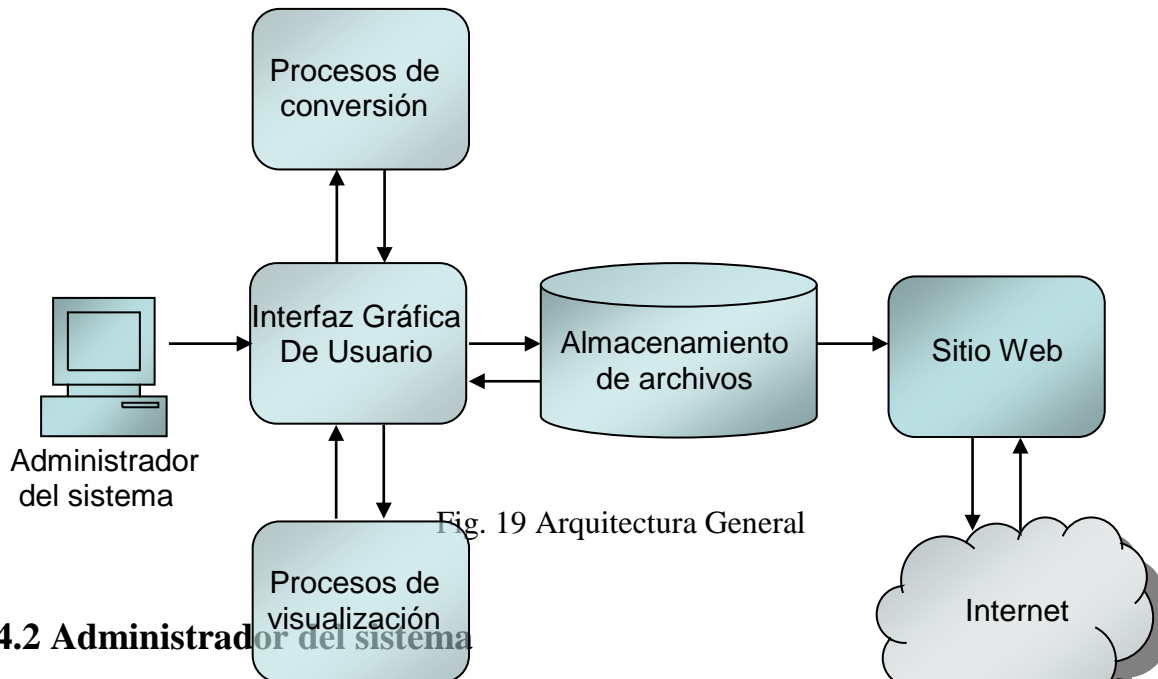 Procesos de
conversión
Interfaz Gráfica
De Usuario
Almacenamiento
de archivos
Sitio Web
Administrador
del sistema
Fig. 19 Arquitectura General
Procesos de
visualización
Internet
4.2 Administrador del sistema